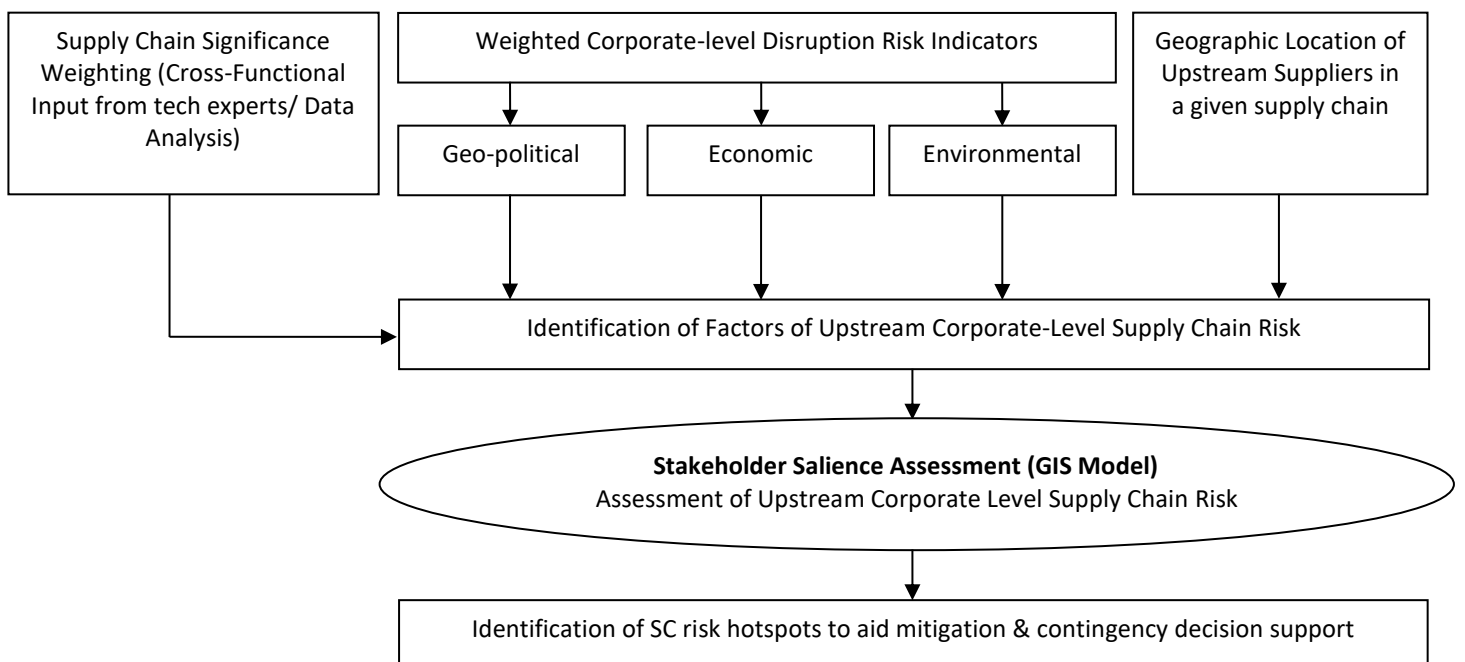 Supply Chain Significance
Weighting (Cross-Functional
Input from tech experts/ Data
Analysis)
Weighted Corporate-level Disruption Risk Indicators
Geographic Location of
Upstream Suppliers in
a given supply chain
Geo-political
Economic
Environmental
Identification of Factors of Upstream Corporate-Level Supply Chain Risk
Stakeholder Salience Assessment (GIS Model)
Assessment of Upstream Corporate Level Supply Chain Risk
Identification of SC risk hotspots to aid mitigation & contingency decision support